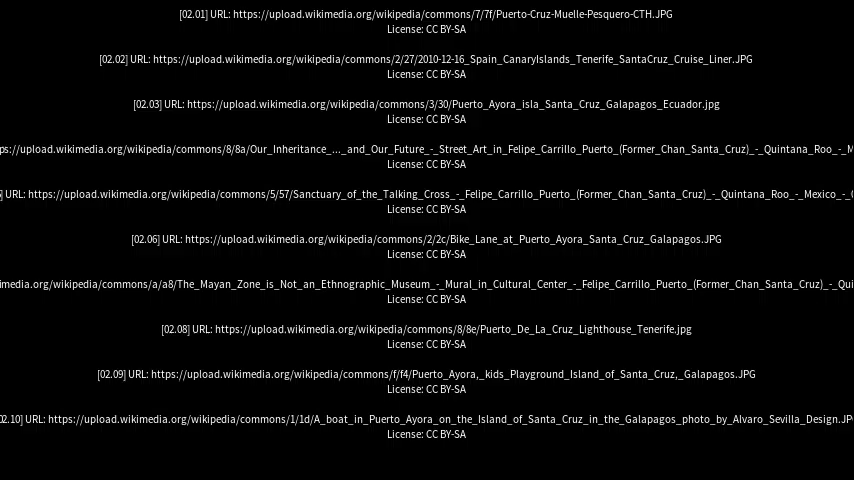 [02.01] URL: https://upload.wikimedia.org/wikipedia/commons/7/7f/Puerto-Cruz-Muelle-Pesquero-CTH.JPG
License: CC BY-SA
[02.02] URL: https://upload.wikimedia.org/wikipedia/commons/2/27/2010-12-16_Spain_CanaryIslands_Tenerife_SantaCruz_Cruise_Liner.JPG
License: CC BY-SA
[02.03] URL: https://upload.wikimedia.org/wikipedia/commons/3/30/Puerto_Ayora_isla_Santa_Cruz_Galapagos_Ecuador.jpg
License: CC BY-SA
ps://upload.wikimedia.org/wikipedia/commons/8/8a/Our_Inheritance_..._and_Our_Future_-_Street_Art_in_Felipe_Carrillo_Puerto_(Former_Chan_Santa_Cruz)_-_Quintana_Roo_-_M
License: CC BY-SA
] URL: https://upload.wikimedia.org/wikipedia/commons/5/57/Sanctuary_of_the_Talking_Cross_-_Felipe_Carrillo_Puerto_(Former_Chan_Santa_Cruz)_-_Quintana_Roo_-_Mexico_-_
License: CC BY-SA
[02.06] URL: https://upload.wikimedia.org/wikipedia/commons/2/2c/Bike_Lane_at_Puerto_Ayora_Santa_Cruz_Galapagos.JPG
License: CC BY-SA
imedia.org/wikipedia/commons/a/a8/The_Mayan_Zone_is_Not_an_Ethnographic_Museum_-_Mural_in_Cultural_Center_-_Felipe_Carrillo_Puerto_(Former_Chan_Santa_Cruz)_-_Qui
License: CC BY-SA
[02.08] URL: https://upload.wikimedia.org/wikipedia/commons/8/8e/Puerto_De_La_Cruz_Lighthouse_Tenerife.jpg
License: CC BY-SA
[02.09] URL: https://upload.wikimedia.org/wikipedia/commons/f/f4/Puerto_Ayora,_kids_Playground_Island_of_Santa_Cruz,_Galapagos.JPG
License: CC BY-SA
02.10] URL: https://upload.wikimedia.org/wikipedia/commons/1/1d/A_boat_in_Puerto_Ayora_on_the_Island_of_Santa_Cruz_in_the_Galapagos_photo_by_Alvaro_Sevilla_Design.JP
License: CC BY-SA